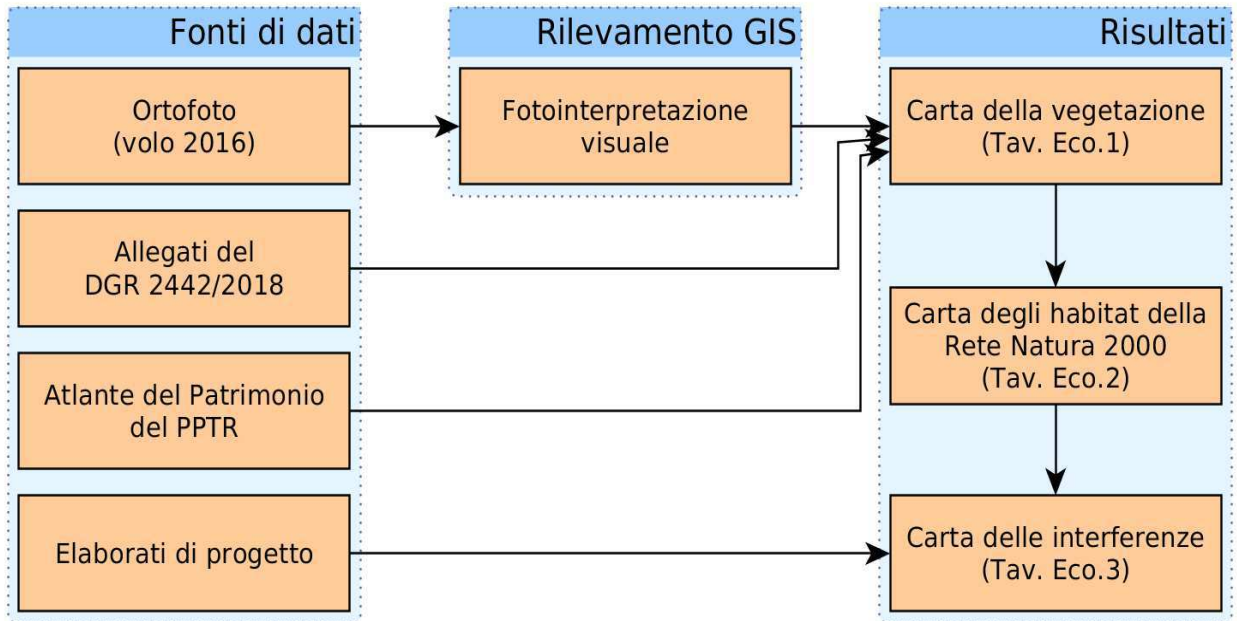 Fonti di dati
Ortofoto
(volo 2016)
Allegati del
DGR 2442/2018
Atlante del Patrimonio
del PPTR
Elaborati di progetto
Rilevamento GIS
Fotointerpretazione
visuale
Risultati
Carta della vegetazione
(Tav. Eco.1)
Carta degli habitat della
Rete Natura 2000
(Tav. Eco.2)
Carta delle interferenze
(Tav. Eco.3)